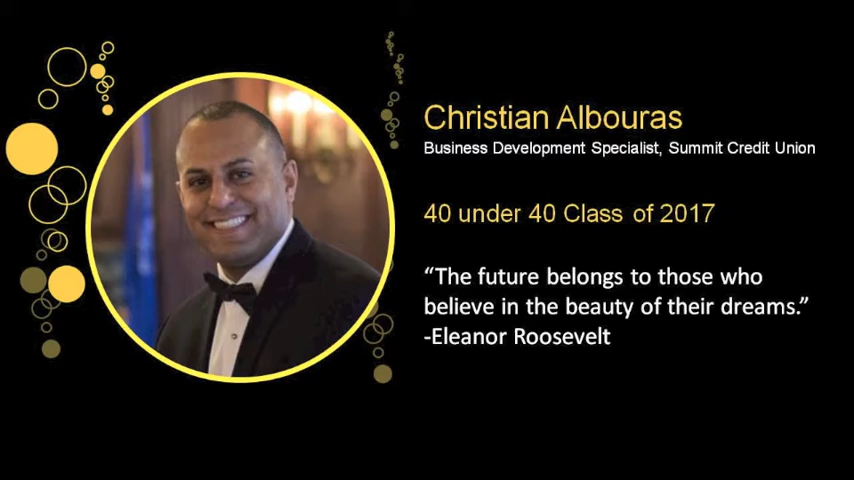 Christian Albouras
Business Development Specialist, Summit Credit Union
40 under 40 Class of 2017
“The future belongs to those who
believe in the beauty of their dreams.”
-Eleanor Roosevelt